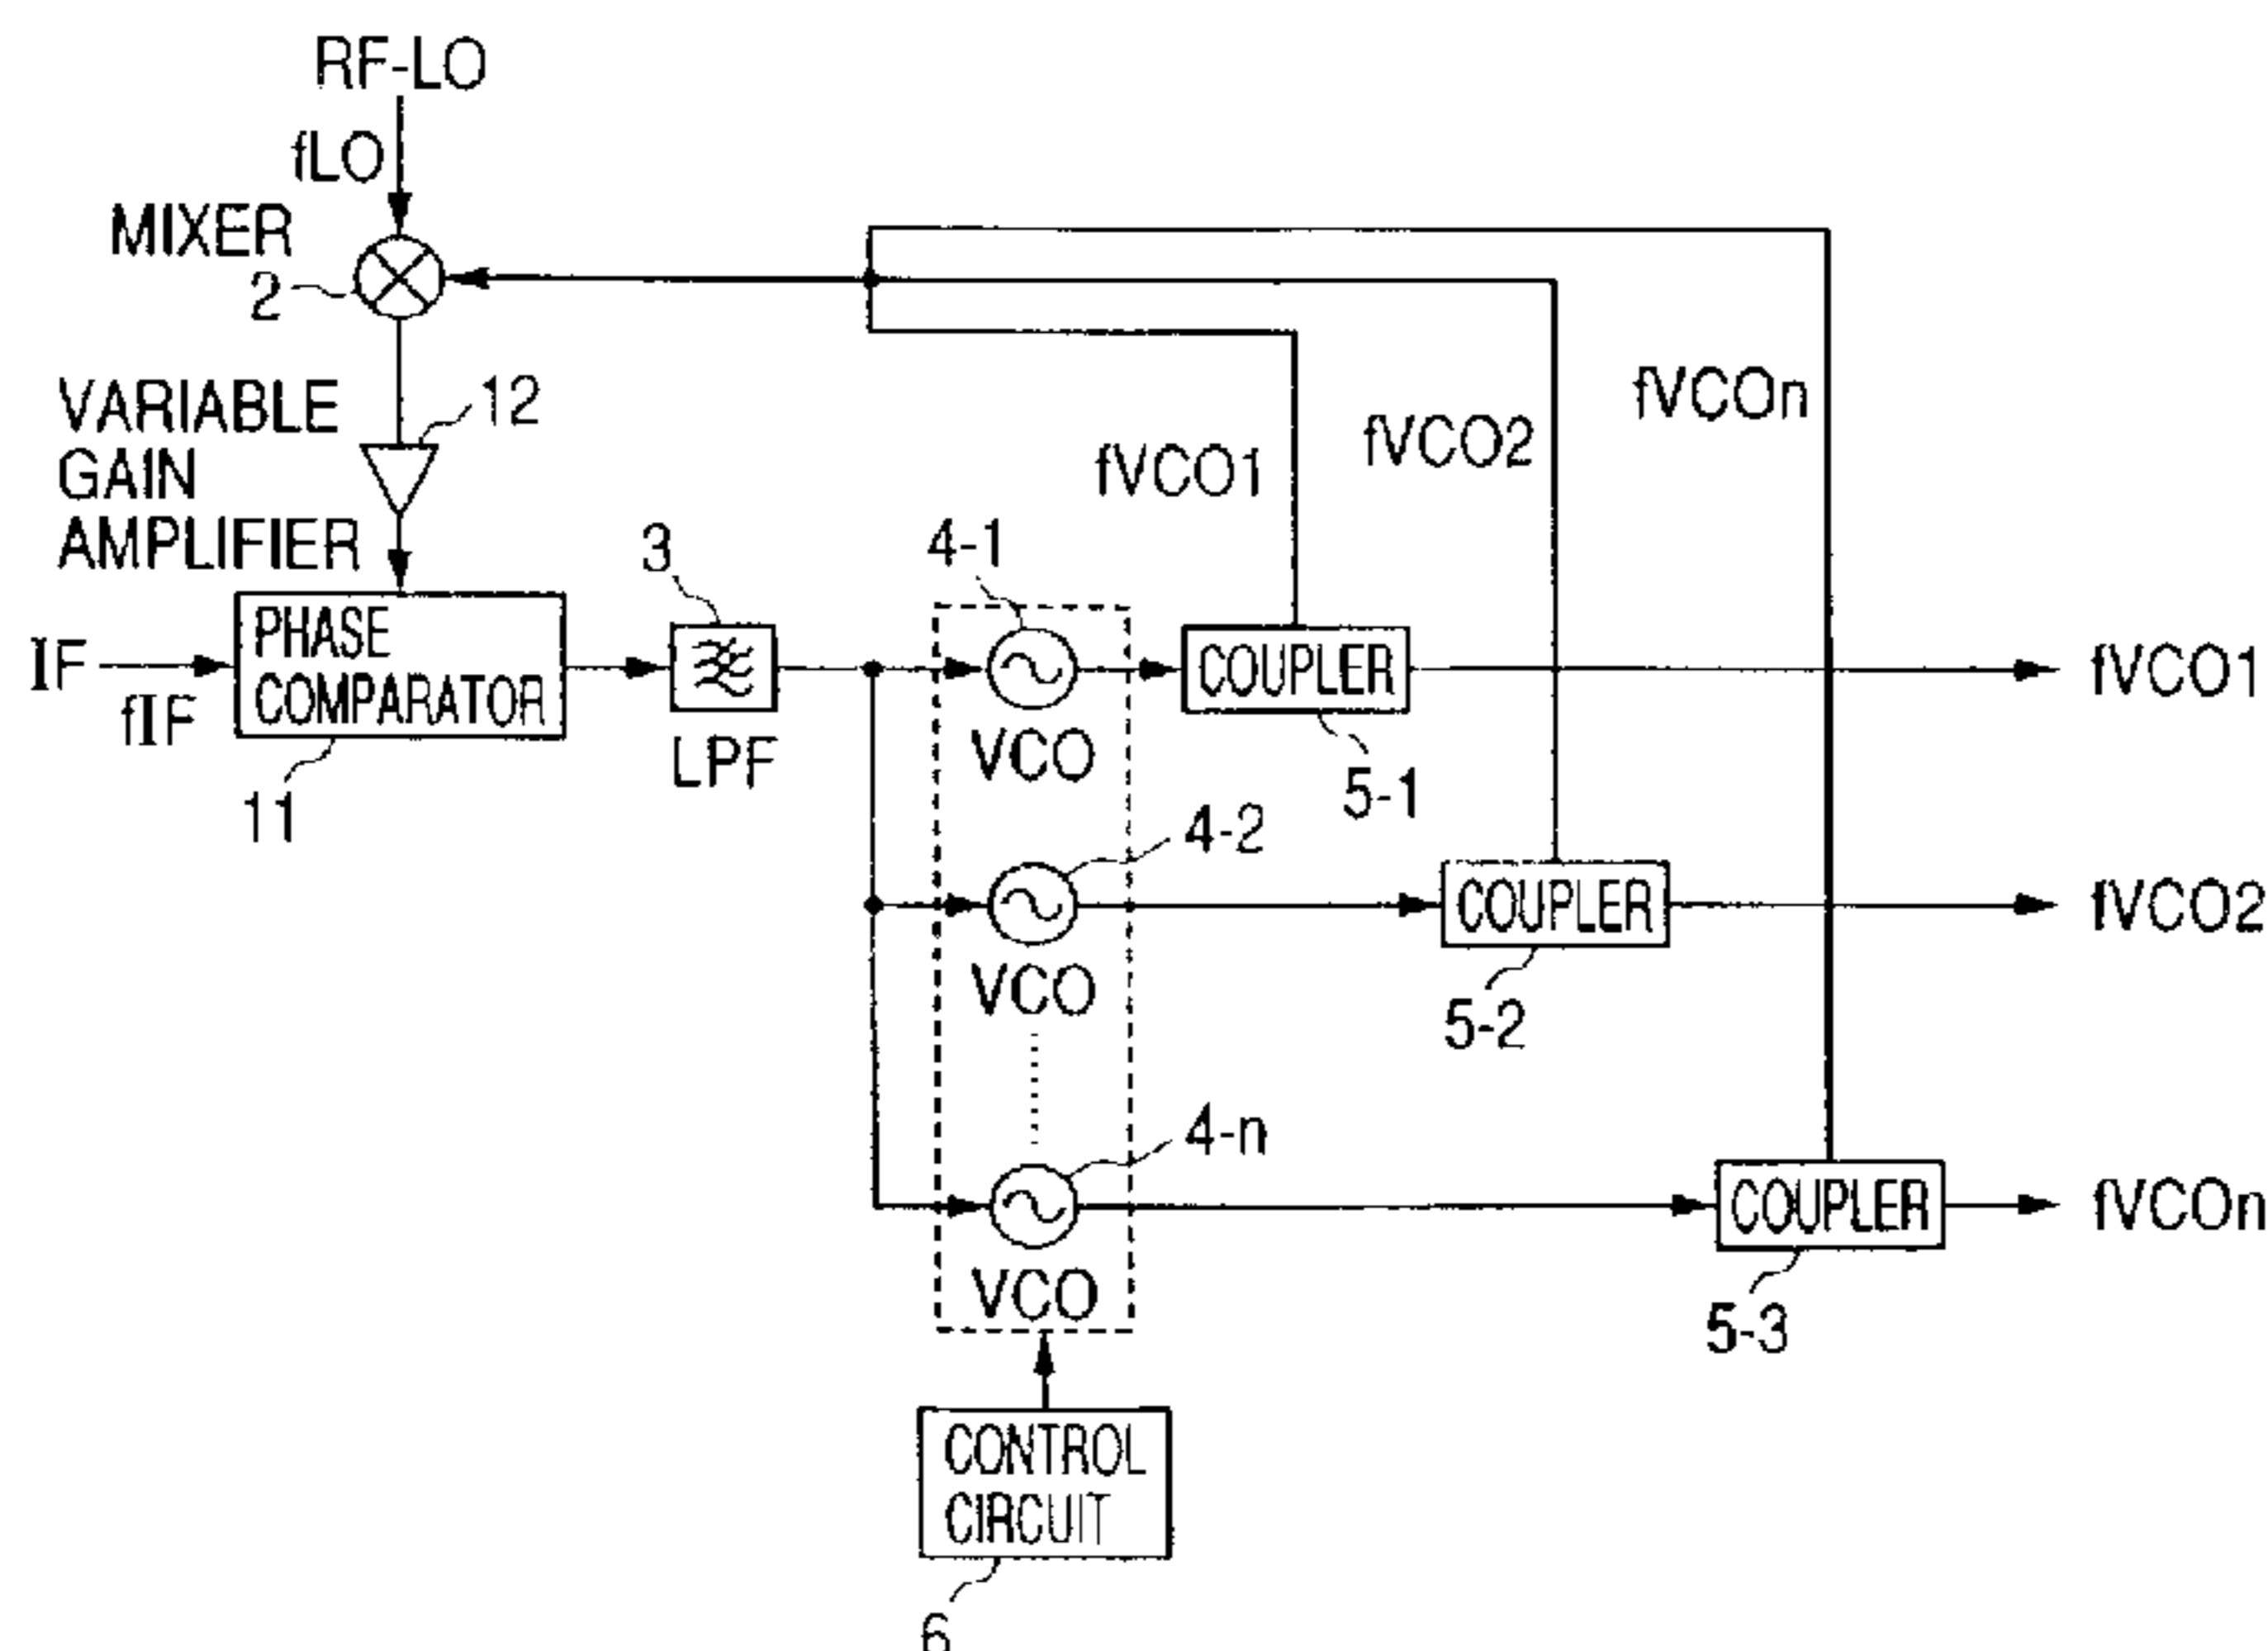 RF-LO
fLO
MIXER
2
VARIABLE
GAIN
AMPLIFIER
12
fVCO1
fVCO2
fVCOn
IF
fIF
PHASE
COMPARATOR
11
3
LPF
4-1
VCO
COUPLER
5-1
fVCO1
4-2
VCO
COUPLER
5-2
fVCO2
4-n
VCO
COUPLER
5-3
fVCOn
CONTROL
CIRCUIT
6